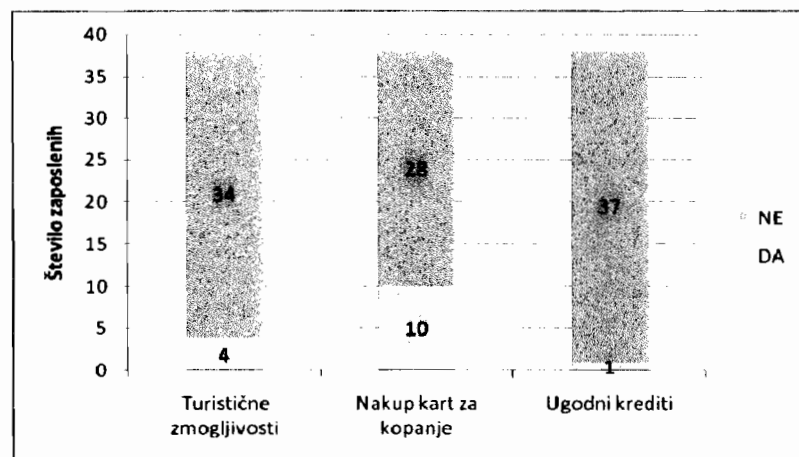 40
35
30
25
20
15
10
5
0
Število zaposlenih
34
28
37
4
10
1
Turistične
zmogljivosti
Nakup kart za
kopanje
Ugodni krediti
NE
DA